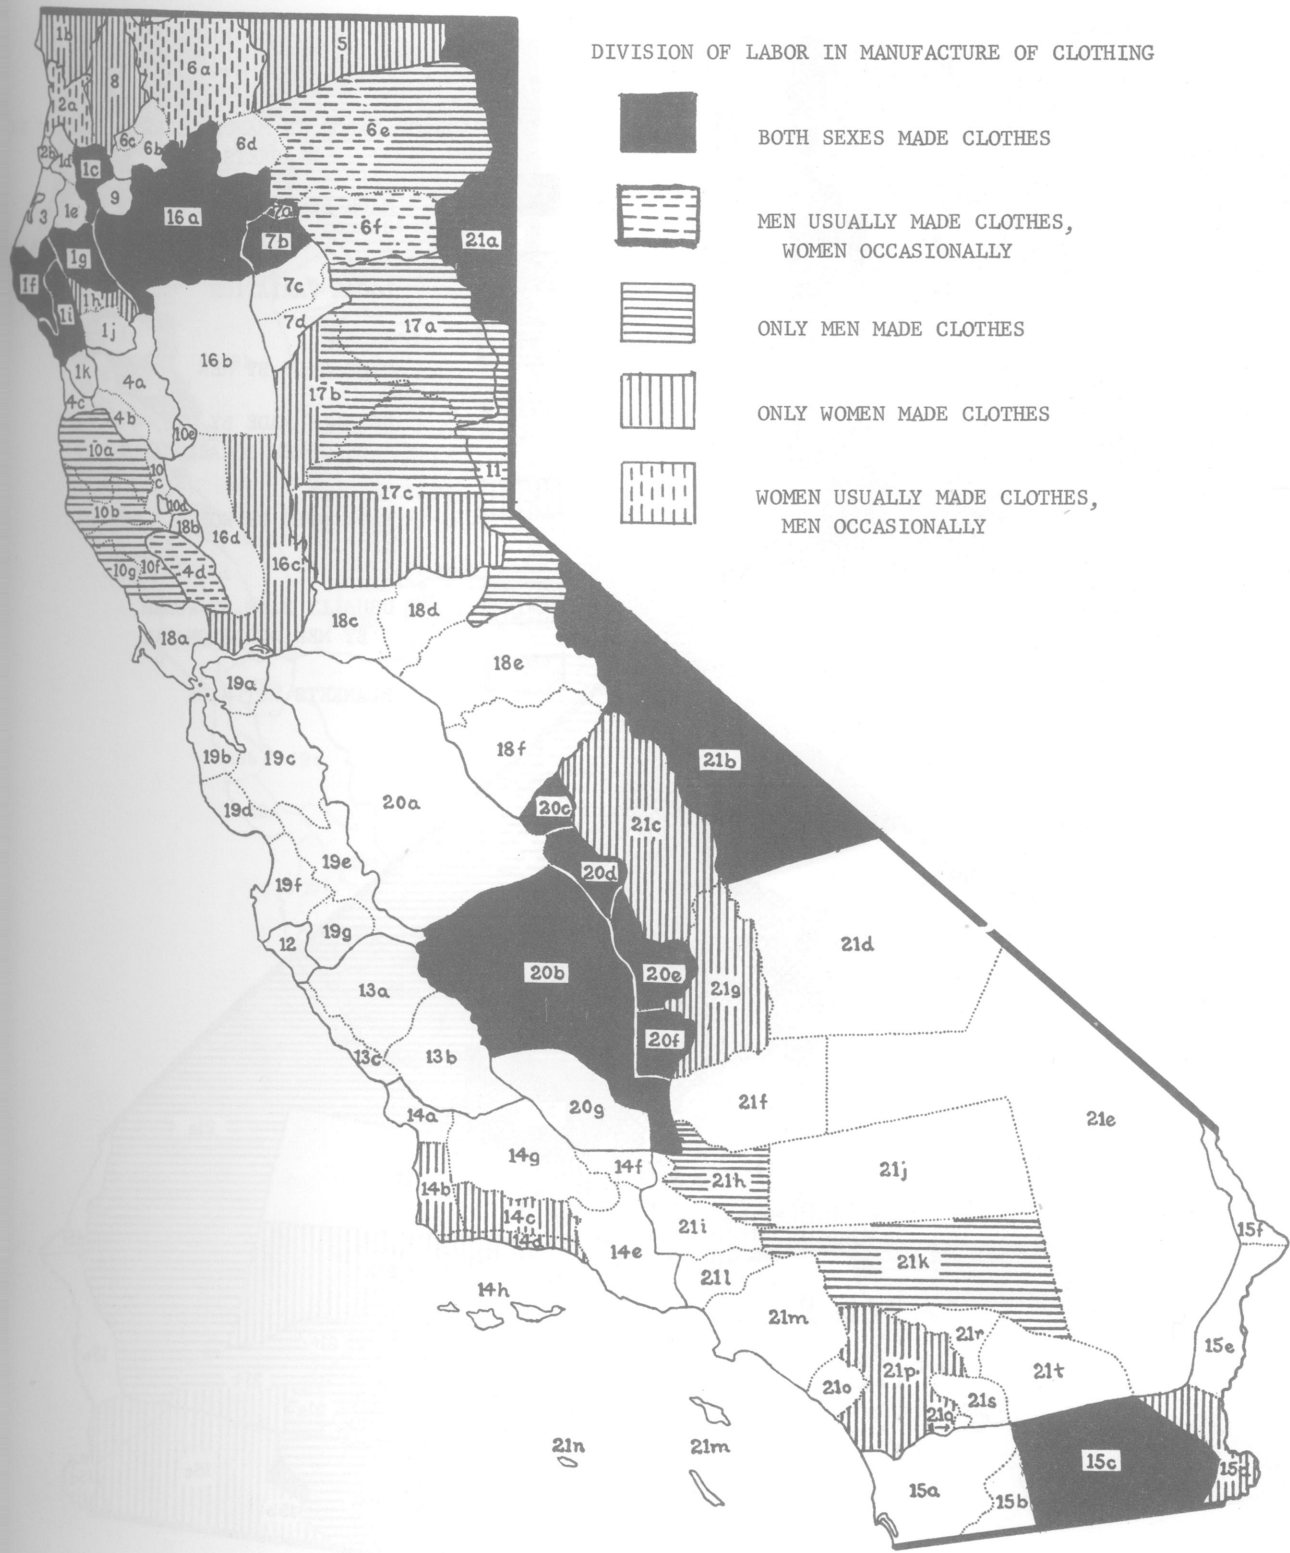 DIVISION OF LABOR IN MANUFACTURE OF CLOTHING
BOTH SEXES MADE CLOTHES
MEN USUALLY MADE CLOTHES,
WOMEN OCCASIONALLY
ONLY MEN MADE CLOTHES
ONLY WOMEN MADE CLOTHES
WOMEN USUALLY MADE CLOTHES,
MEN OCCASIONALLY
1b
5
6a
8
2a
6e
6c
6b
6d
2b
1d
1c
9
3
1e
16a
7a
7b
6f
21a
1g
1f
7c
1h
1i
7d
1j
17a
16b
1k
4a
17b
4c
4b
10e
10a
10c
11
17c
10d
10b
18b
16d
16c
10g
10f
4d
18c
18d
18a
18e
19a
18f
19b
19c
21b
20a
20c
19d
21c
19e
20d
19f
19g
12
21d
20b
20e
13a
21g
20f
13c
13b
21f
20g
14a
21e
14g
14f
21j
14b
21h
14c
21i
15f
14d
14e
21k
14h
21l
21m
21r
15e
21p
21t
21o
21s
21q
21n
21m
15c
15d
15a
15b